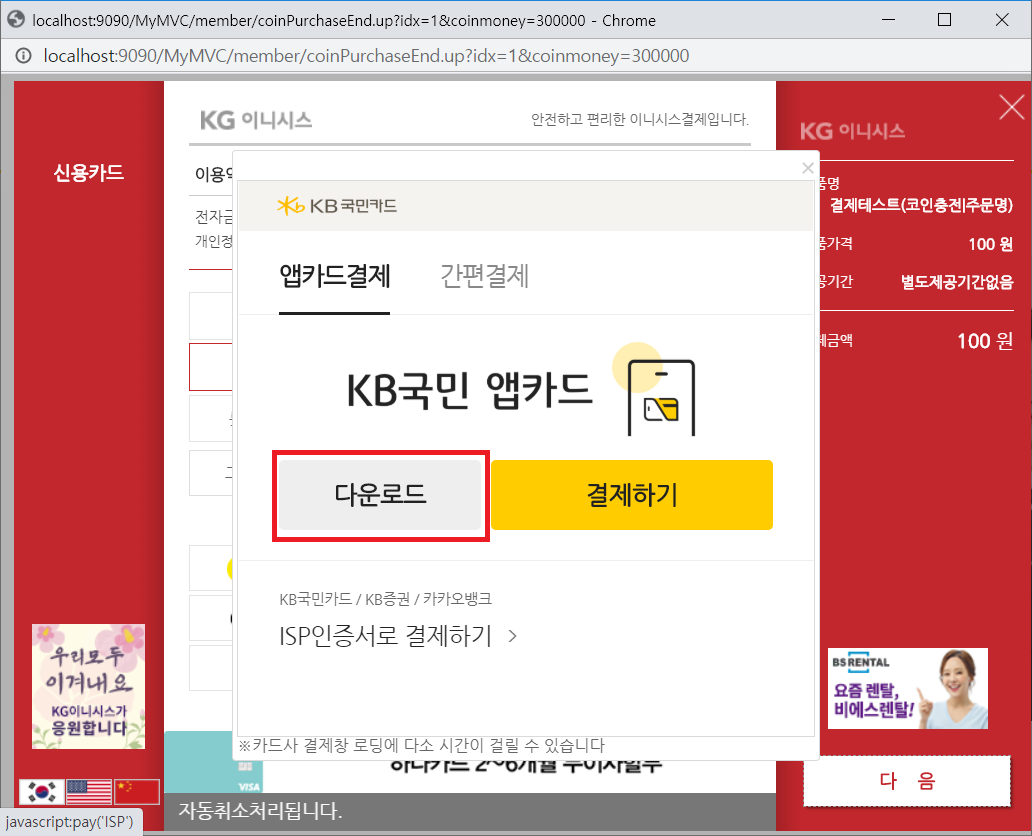 localhost:9090/MyMVC/member/coinPurchaseEnd.up?idx=1&coinmoney=300000 - Chrome
localhost:9090/MyMVC/member/coinPurchaseEnd.up?idx=1&coinmoney=300000
신용카드
KG 이니시스
안전하고 편리한 이니시스결제입니다.
이용약
전자금
개인정
KB국민카드
앱카드결제
간편결제
KB국민 앱카드
다운로드
결제하기
KB국민카드 / KB증권 / 카카오뱅크
ISP인증서로 결제하기 >
※카드사 결제창 로딩에 다소 시간이 걸릴 수 있습니다
하나카드 2~6개월 무이자할부
VISA
자동취소처리됩니다.
KG 이니시스
품명
결제테스트(코인충전|주문명)
품가격
100 원
공기간
별도제공기간없음
제금액
100 원
BS RENTAL
요즘 렌탈,
비에스렌탈!
다 음
우리모두
이겨내요
KG이니시스가
응원합니다
javascript:pay('ISP')